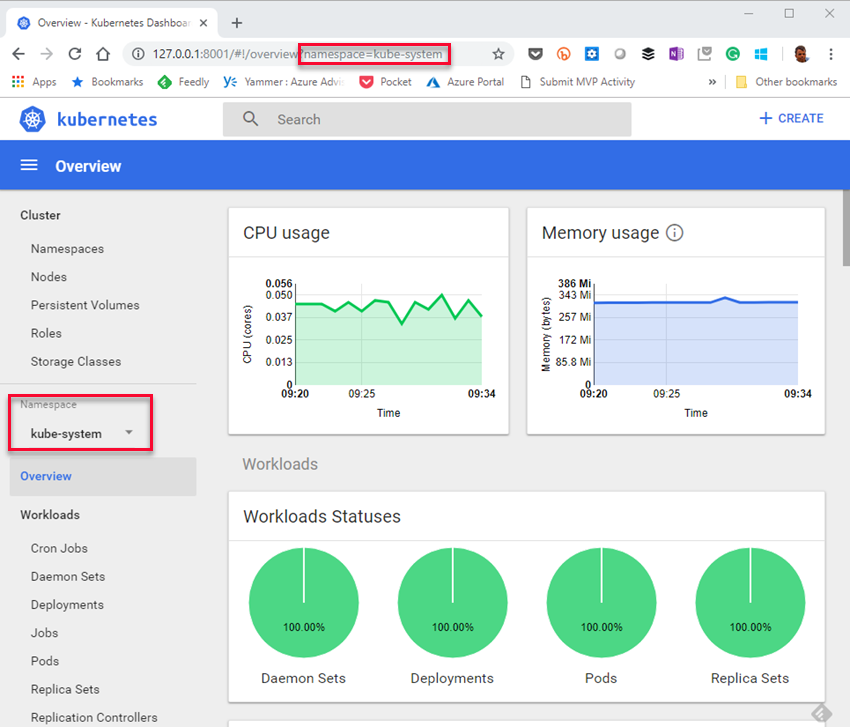 Overview - Kubernetes Dashboar
127.0.0.1:8001/#!/overview?namespace=kube-system
Apps Bookmarks Feedly Yammer : Azure Advi Pocket Azure Portal Submit MVP Activity » Other bookmarks
kubernetes Search + CREATE
Overview
Cluster
Namespaces
Nodes
Persistent Volumes
Roles
Storage Classes
Namespace
kube-system
Overview
Workloads
Cron Jobs
Daemon Sets
Deployments
Jobs
Pods
Replica Sets
Replication Controllers
CPU usage
CPU (cores)
0.056
0.050
0.037
0.025
0.013
0
09:20 09:25 09:34
Time
Memory usage
Memory (bytes)
386 Mi
343 Mi
257 Mi
172 Mi
85.8 Mi
0
09:20 09:25 09:34
Time
Workloads
Workloads Statuses
100.00% 100.00% 100.00% 100.00%
Daemon Sets Deployments Pods Replica Sets